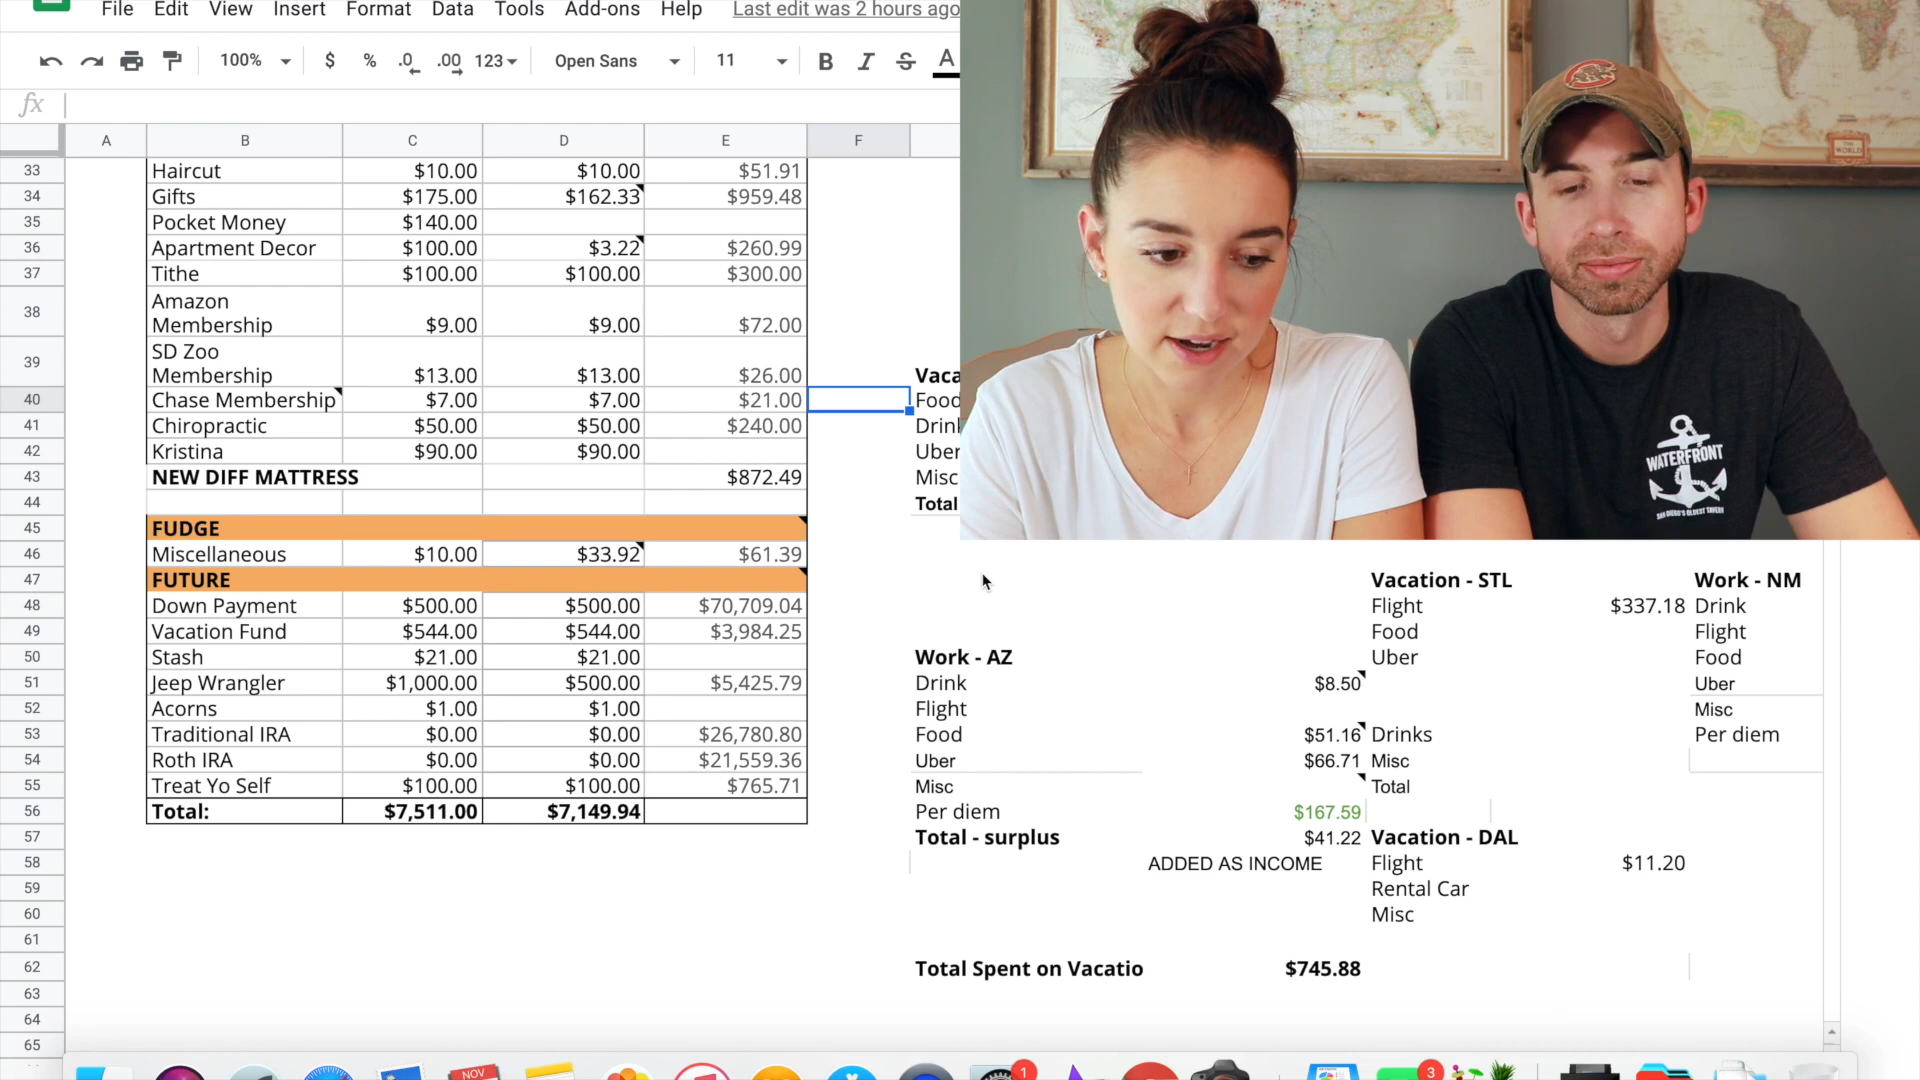 File Edit View Insert Format Data Tools Add-ons Help Last edit was 2 hours ago
100% $ % .0 .00 123 Open Sans 11 B I S A
fx
A B C D E F
33 Haircut $10.00 $10.00 $51.91
34 Gifts $175.00 $162.33 $959.48
35 Pocket Money $140.00
36 Apartment Decor $100.00 $3.22 $260.99
37 Tithe $100.00 $100.00 $300.00
38 Amazon
Membership $9.00 $9.00 $72.00
39 SD Zoo
Membership $13.00 $13.00 $26.00 Vaca
40 Chase Membership $7.00 $7.00 $21.00 Food
41 Chiropractic $50.00 $50.00 $240.00 Drin
42 Kristina $90.00 $90.00 Uber
43 NEW DIFF MATTRESS $872.49 Misc
44 Total
45 FUDGE
46 Miscellaneous $10.00 $33.92 $61.39
47 FUTURE Vacation - STL Work - NM
48 Down Payment $500.00 $500.00 $70,709.04 Flight $337.18 Drink
49 Vacation Fund $544.00 $544.00 $3,984.25 Food Flight
50 Stash $21.00 $21.00 Work - AZ Uber Food
51 Jeep Wrangler $1,000.00 $500.00 $5,425.79 Drink $8.50 Uber
52 Acorns $1.00 $1.00 Flight Misc
53 Traditional IRA $0.00 $0.00 $26,780.80 Food $51.16 Drinks Per diem
54 Roth IRA $0.00 $0.00 $21,559.36 Uber $66.71 Misc
55 Treat Yo Self $100.00 $100.00 $765.71 Misc Total
56 Total: $7,511.00 $7,149.94 Per diem $167.59
57 Total - surplus $41.22 Vacation - DAL
58 ADDED AS INCOME Flight $11.20
59 Rental Car
60 Misc
61
62 Total Spent on Vacatio $745.88
63
64
65
WATERFRONT
SAN DIEGO'S OLDEST TAVERN
THE WORLD
NOV 1 3